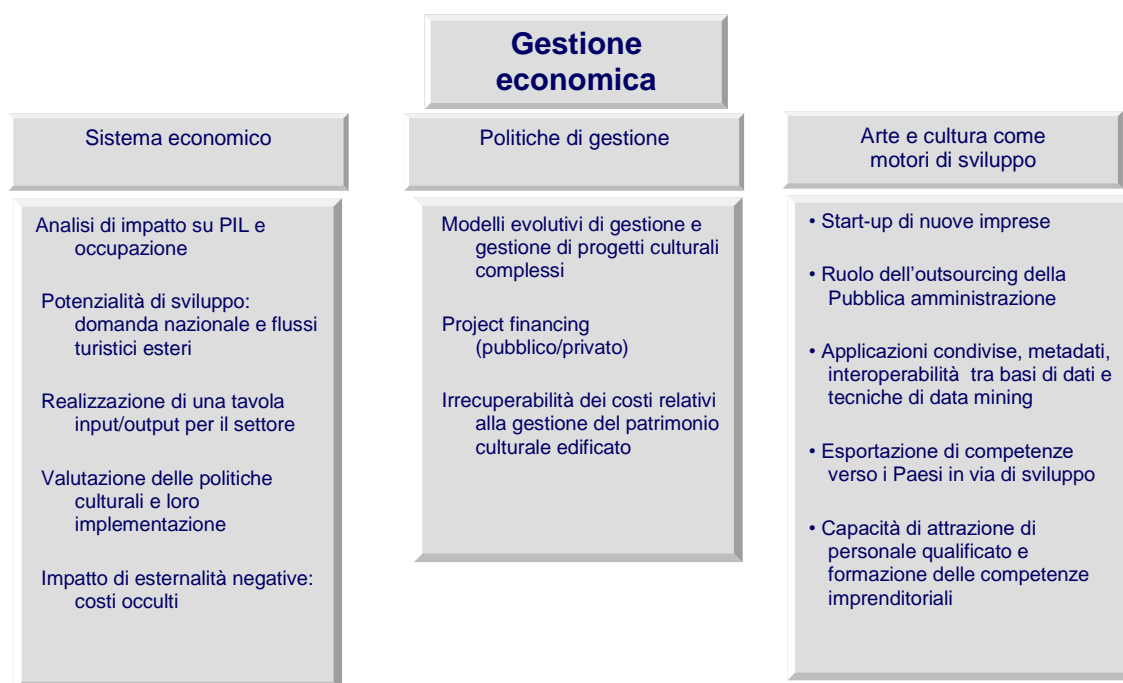 Gestione
economica
Sistema economico
Analisi di impatto su PIL e
occupazione
Potenzialità di sviluppo:
domanda nazionale e flussi
turistici esteri
Realizzazione di una tavola
input/output per il settore
Valutazione delle politiche
culturali e loro
implementazione
Impatto di esternalità negative:
costi occulti
Politiche di gestione
Modelli evolutivi di gestione e
gestione di progetti culturali
complessi
Project financing
(pubblico/privato)
Irrecuperabilità dei costi relativi
alla gestione del patrimonio
culturale edificato
Arte e cultura come
motori di sviluppo
• Start-up di nuove imprese
• Ruolo dell’outsourcing della
Pubblica amministrazione
• Applicazioni condivise, metadati,
interoperabilità tra basi di dati e
tecniche di data mining
• Esportazione di competenze
verso i Paesi in via di sviluppo
• Capacità di attrazione di
personale qualificato e
formazione delle competenze
imprenditoriali